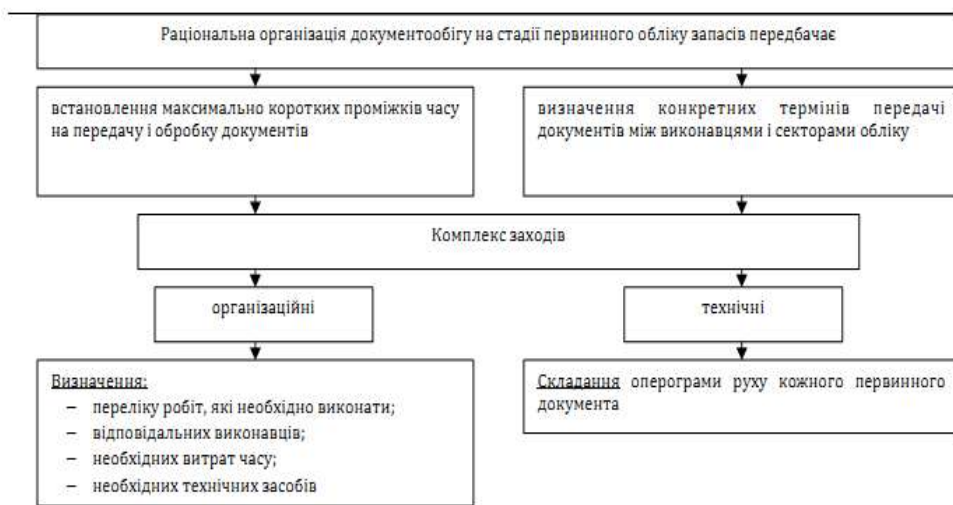 Раціональна організація документообігу на стадії первинного обліку запасів передбачає
встановлення максимально коротких проміжків часу
на передачу і обробку документів
визначення конкретних термінів передачі
документів між виконавцями і секторами обліку
Комплекс заходів
організаційні
технічні
Визначення:
– переліку робіт, які необхідно виконати;
– відповідальних виконавців;
– необхідних витрат часу;
– необхідних технічних засобів
Складання оперограми руху кожного первинного
документа